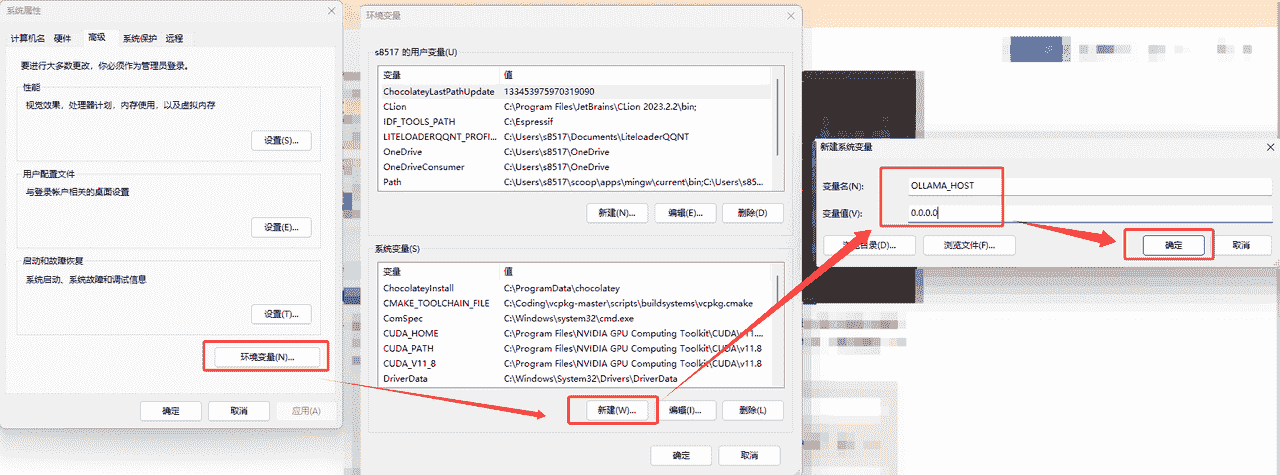 系统属性
计算机名 硬件 高级 系统保护 远程
要进行大多数更改，你必须作为管理员登录。
性能
视觉效果，处理器计划，内存使用，以及虚拟内存
设置(S)...
用户配置文件
与登录帐户相关的桌面设置
设置(E)...
启动和故障恢复
系统启动、系统故障和调试信息
设置(T)...
环境变量(N)...
确定 取消 应用(A)
环境变量
s8517 的用户变量(U)
变量 值
ChocolateyLastPathUpdate 133453975970319090
CLion C:\Program Files\JetBrains\CLion 2023.2.2\bin;
IDF_TOOLS_PATH C:\Espressif
LITELOADERQQNT_PROFI... C:\Users\s8517\Documents\LiteloaderQQNT
OneDrive C:\Users\s8517\OneDrive
OneDriveConsumer C:\Users\s8517\OneDrive
Path C:\Users\s8517\scoop\apps\mingw\current\bin;C:\Users\s85...
新建(N)... 编辑(E)... 删除(D)
系统变量(S)
变量 值
ChocolateyInstall C:\ProgramData\chocolatey
CMAKE_TOOLCHAIN_FILE C:\Coding\vcpkg-master\scripts\buildsystems\vcpkg.cmake
ComSpec C:\Windows\system32\cmd.exe
CUDA_HOME C:\Program Files\NVIDIA GPU Computing Toolkit\CUDA\v11....
CUDA_PATH C:\Program Files\NVIDIA GPU Computing Toolkit\CUDA\v11.8
CUDA_PATH_V11_8 C:\Program Files\NVIDIA GPU Computing Toolkit\CUDA\v11.8
DriverData C:\Windows\System32\Drivers\DriverData
新建(W)... 编辑(I)... 删除(L)
确定 取消
新建系统变量
变量名(N): OLLAMA_HOST
变量值(V): 0.0.0.0
浏览目录(D)... 浏览文件(F)... 确定 取消